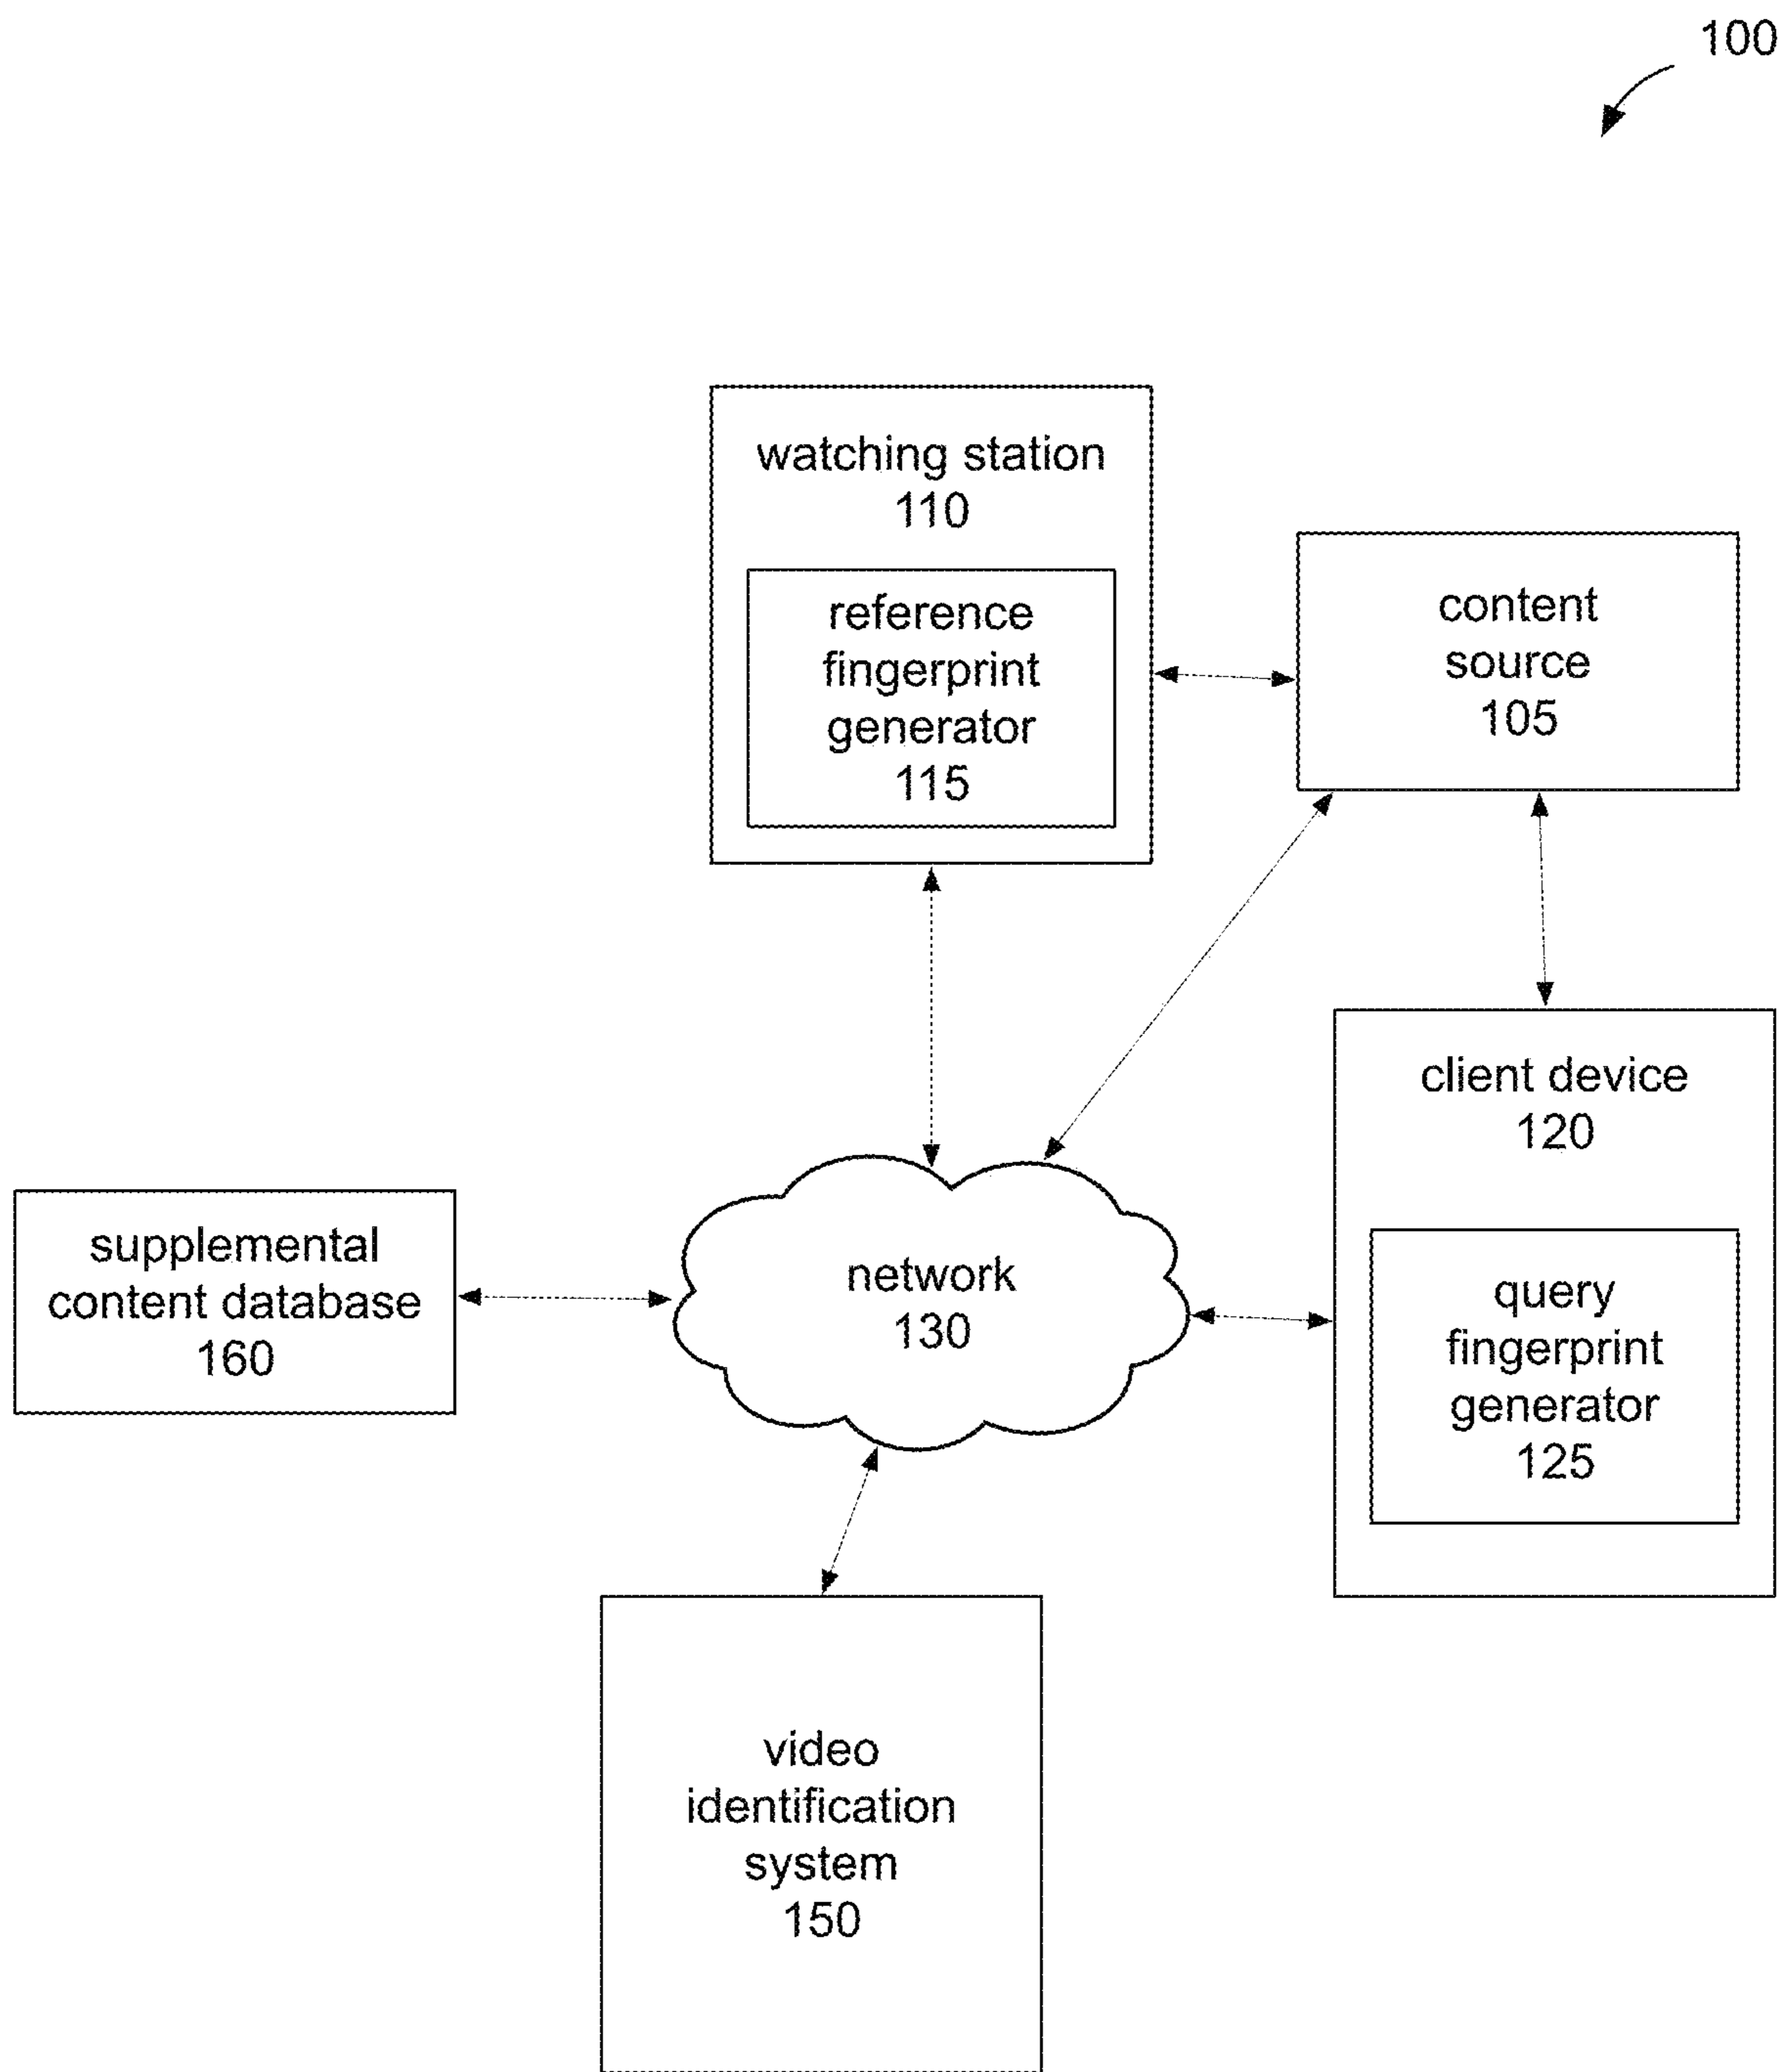 100
watching station
110
reference
fingerprint
generator
115
content
source
105
client device
120
query
fingerprint
generator
125
supplemental
content database
160
network
130
video
identification
system
150